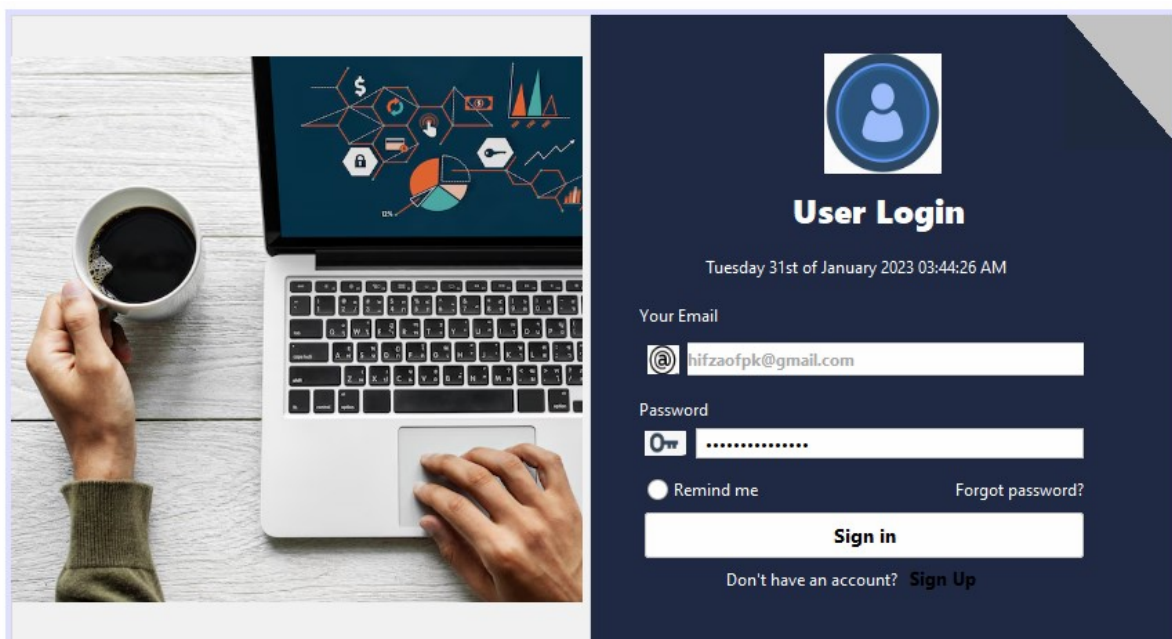 $
12%
User Login
Tuesday 31st of January 2023 03:44:26 AM
Your Email
@ hifzaofpk@gmail.com
Password
•••••••••••••••
Remind me
Forgot password?
Sign in
Don't have an account? Sign Up